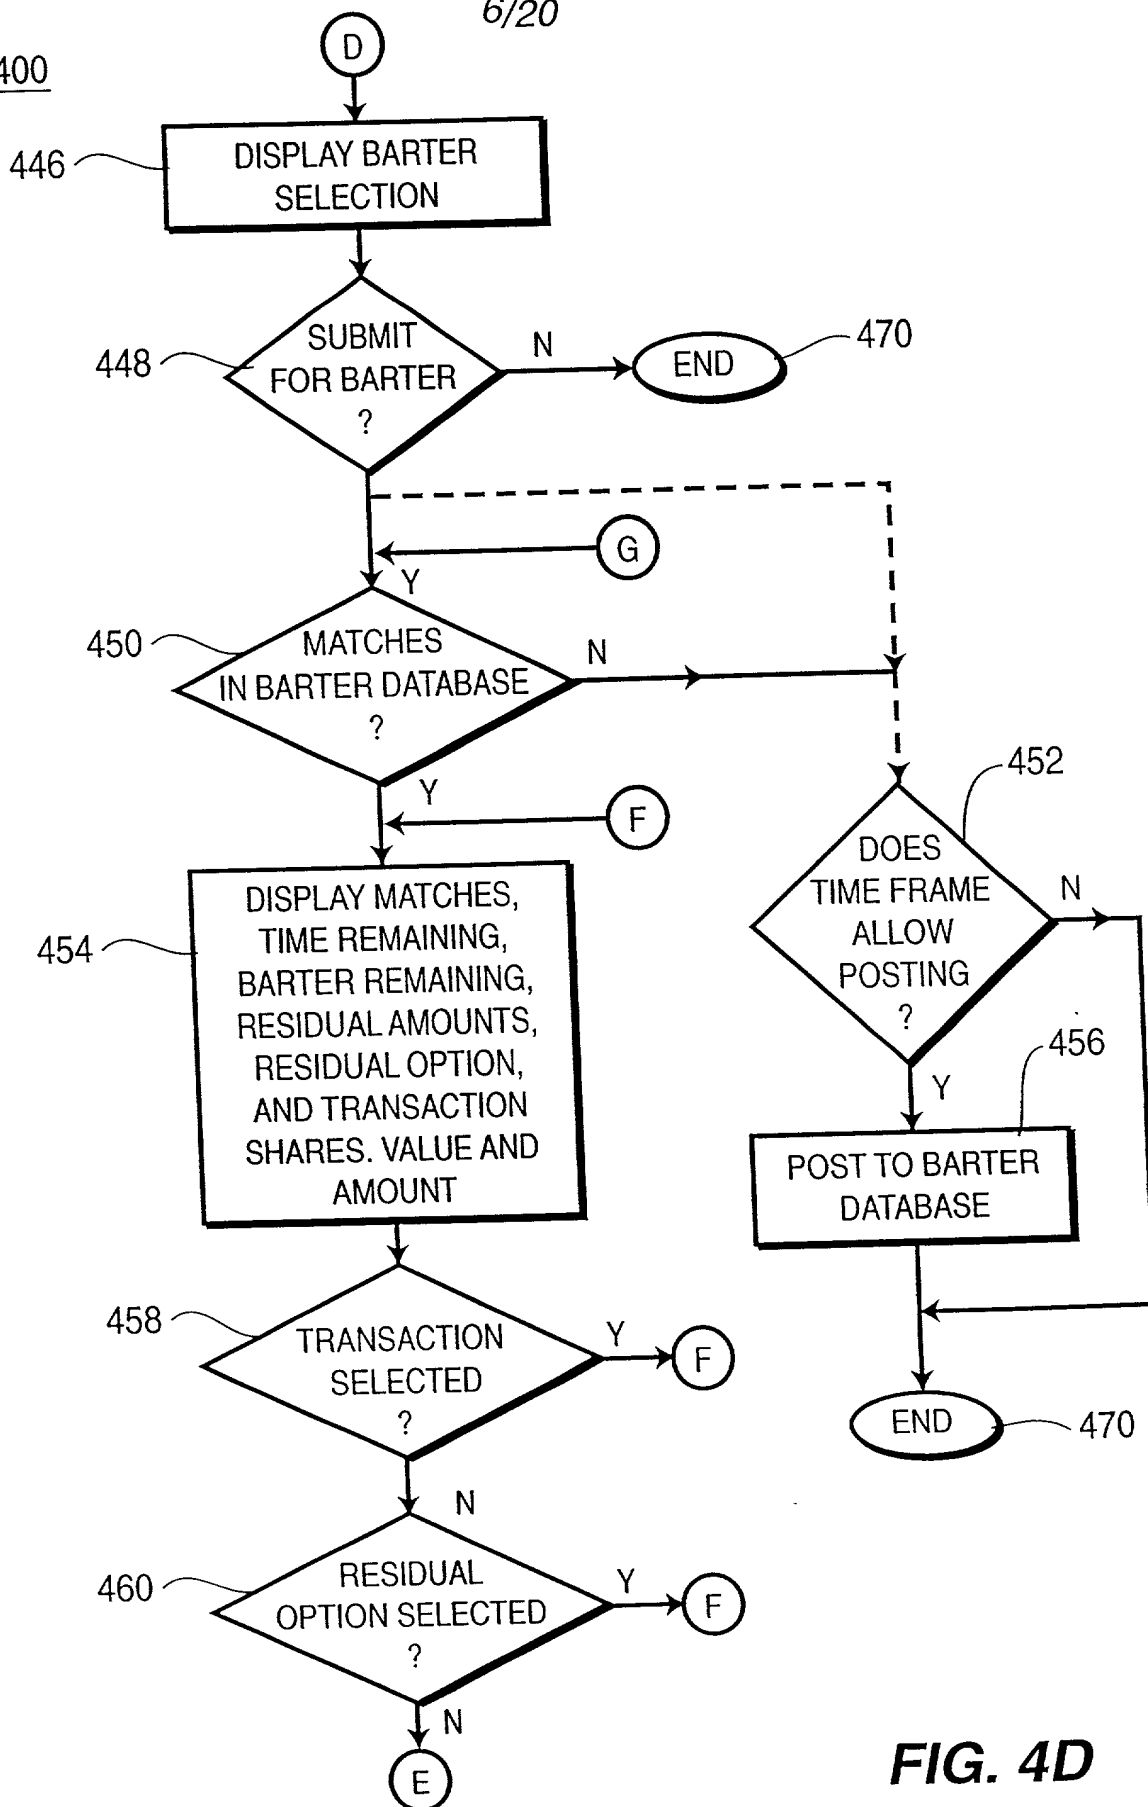 6/20
D
400
446
DISPLAY BARTER
SELECTION
448
SUBMIT
FOR BARTER
?
N
END
470
G
Y
450
MATCHES
IN BARTER DATABASE
?
N
Y
F
452
DOES
TIME FRAME
ALLOW
POSTING
?
N
Y
454
DISPLAY MATCHES,
TIME REMAINING,
BARTER REMAINING,
RESIDUAL AMOUNTS,
RESIDUAL OPTION,
AND TRANSACTION
SHARES. VALUE AND
AMOUNT
456
POST TO BARTER
DATABASE
458
TRANSACTION
SELECTED
?
Y
F
N
END
470
460
RESIDUAL
OPTION SELECTED
?
Y
F
N
E
FIG. 4D